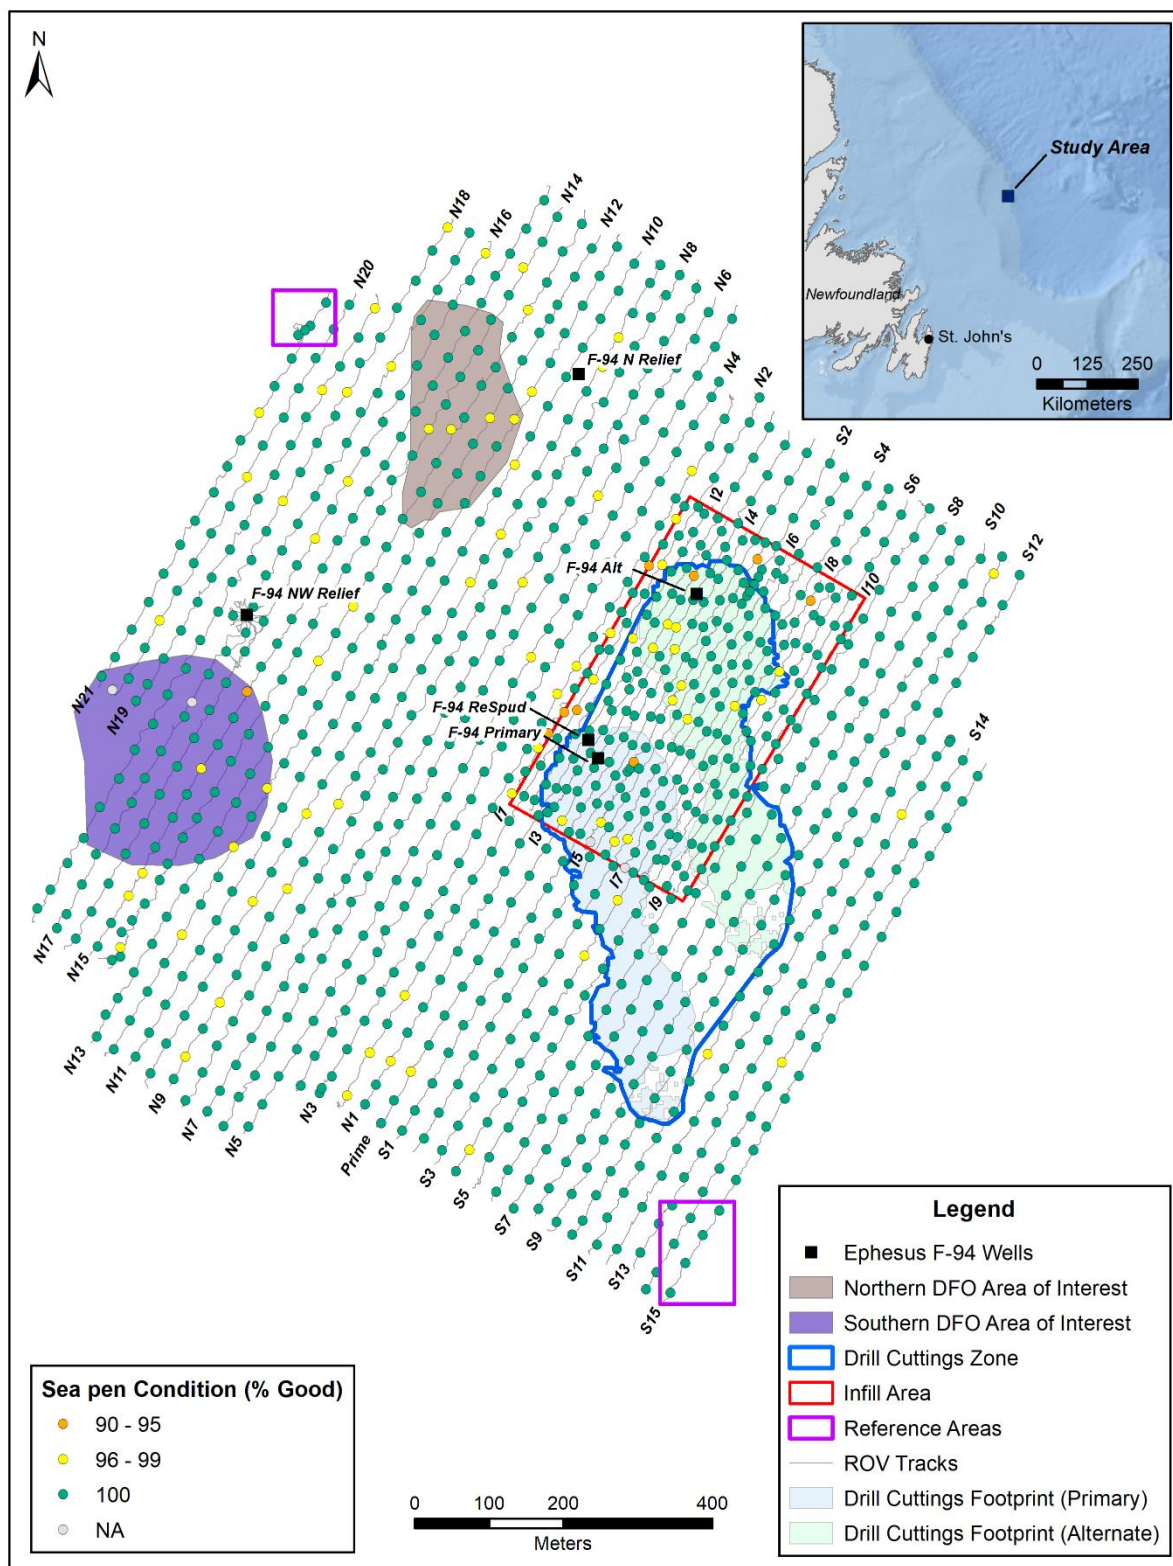 N
Study Area
Newfoundland
St. John's
0 125 250
Kilometers
N18
N14
N16
N12
N10
N8
N20
N6
F-94 N Relief
N4
N2
S2
S4
S6
S8
S10
S12
I2
I4
I6
I8
I10
F-94 Alt
F-94 NW Relief
N21
N19
F-94 ReSpud
F-94 Primary
S14
I1
I3
I5
I7
I9
N17
N15
N13
N11
N9
N7
N5
N3
N1
Prime
S1
S3
S5
S7
S9
S11
S13
S15
Legend
Ephesus F-94 Wells
Northern DFO Area of Interest
Southern DFO Area of Interest
Drill Cuttings Zone
Infill Area
Reference Areas
ROV Tracks
Drill Cuttings Footprint (Primary)
Drill Cuttings Footprint (Alternate)
Sea pen Condition (% Good)
90 - 95
96 - 99
100
NA
0 100 200 400
Meters